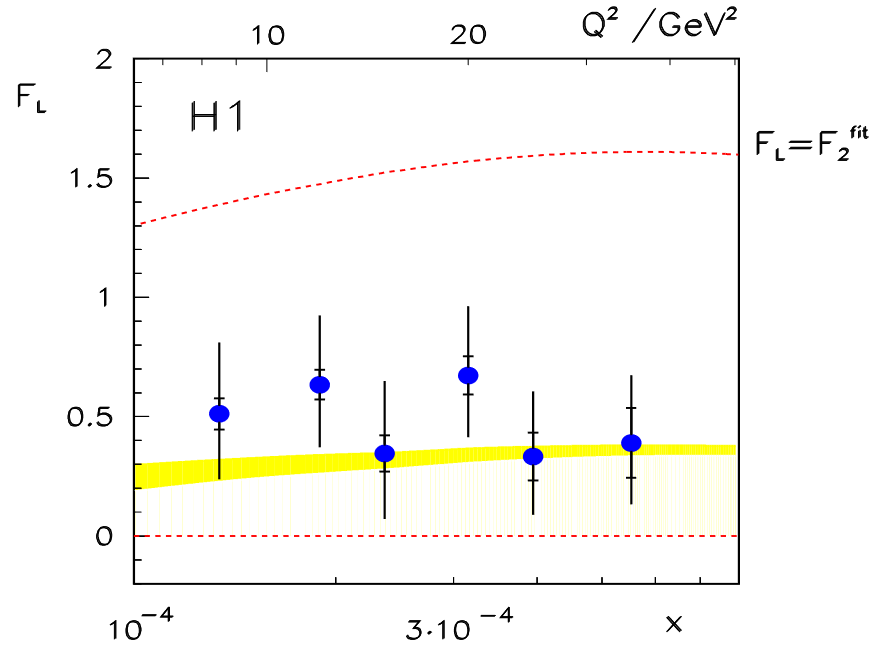 10 20 Q² /GeV²
2
F_L
H1
F_L=F_2^fit
1.5
1
0.5
0
10⁻⁴ 3·10⁻⁴ x